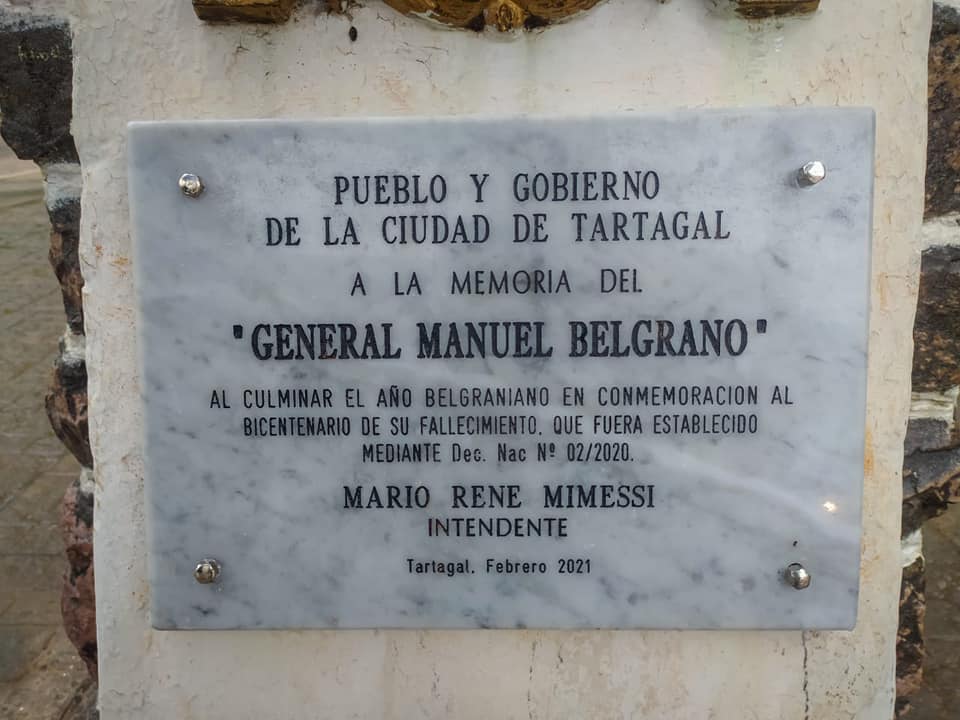 PUEBLO Y GOBIERNO
DE LA CIUDAD DE TARTAGAL
A LA MEMORIA DEL
"GENERAL MANUEL BELGRANO"
AL CULMINAR EL AÑO BELGRANIANO EN CONMEMORACION AL
BICENTENARIO DE SU FALLECIMIENTO, QUE FUERA ESTABLECIDO
MEDIANTE Dec. Nac Nº 02/2020.
MARIO RENE MIMESSI
INTENDENTE
Tartagal, Febrero 2021